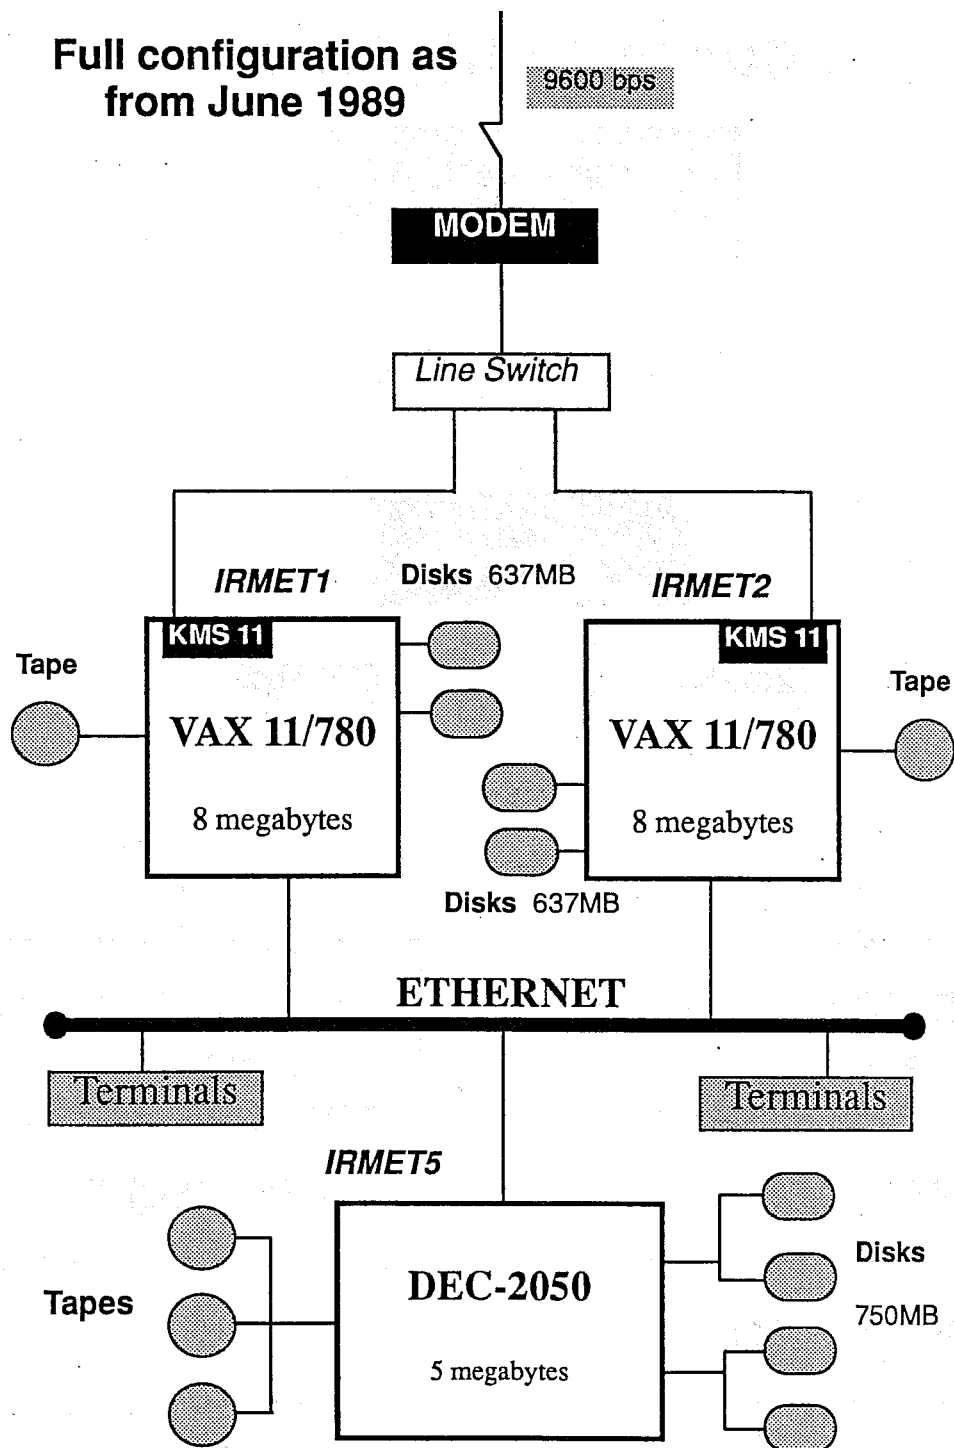 Full configuration as
from June 1989
9600 bps
MODEM
Line Switch
IRMET1
Disks 637MB
IRMET2
KMS 11
KMS 11
Tape
Tape
VAX 11/780
VAX 11/780
8 megabytes
8 megabytes
Disks 637MB
ETHERNET
Terminals
Terminals
IRMET5
Tapes
DEC-2050
5 megabytes
Disks
750MB